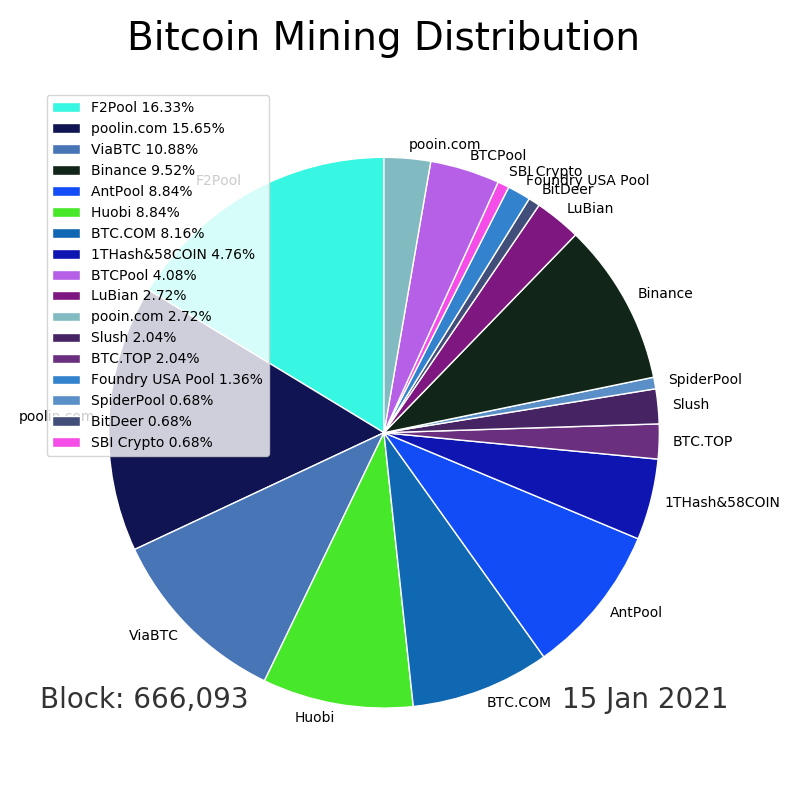 Bitcoin Mining Distribution
F2Pool 16.33%
poolin.com 15.65%
ViaBTC 10.88%
Binance 9.52%
AntPool 8.84%
Huobi 8.84%
BTC.COM 8.16%
1THash&58COIN 4.76%
BTCPool 4.08%
LuBian 2.72%
pooin.com 2.72%
Slush 2.04%
BTC.TOP 2.04%
Foundry USA Pool 1.36%
SpiderPool 0.68%
BitDeer 0.68%
SBI Crypto 0.68%
pooin.com
BTCPool
SBI Crypto
Foundry USA Pool
BitDeer
LuBian
Binance
SpiderPool
Slush
BTC.TOP
1THash&58COIN
AntPool
BTC.COM
Huobi
ViaBTC
poolin.com
F2Pool
Block: 666,093
15 Jan 2021